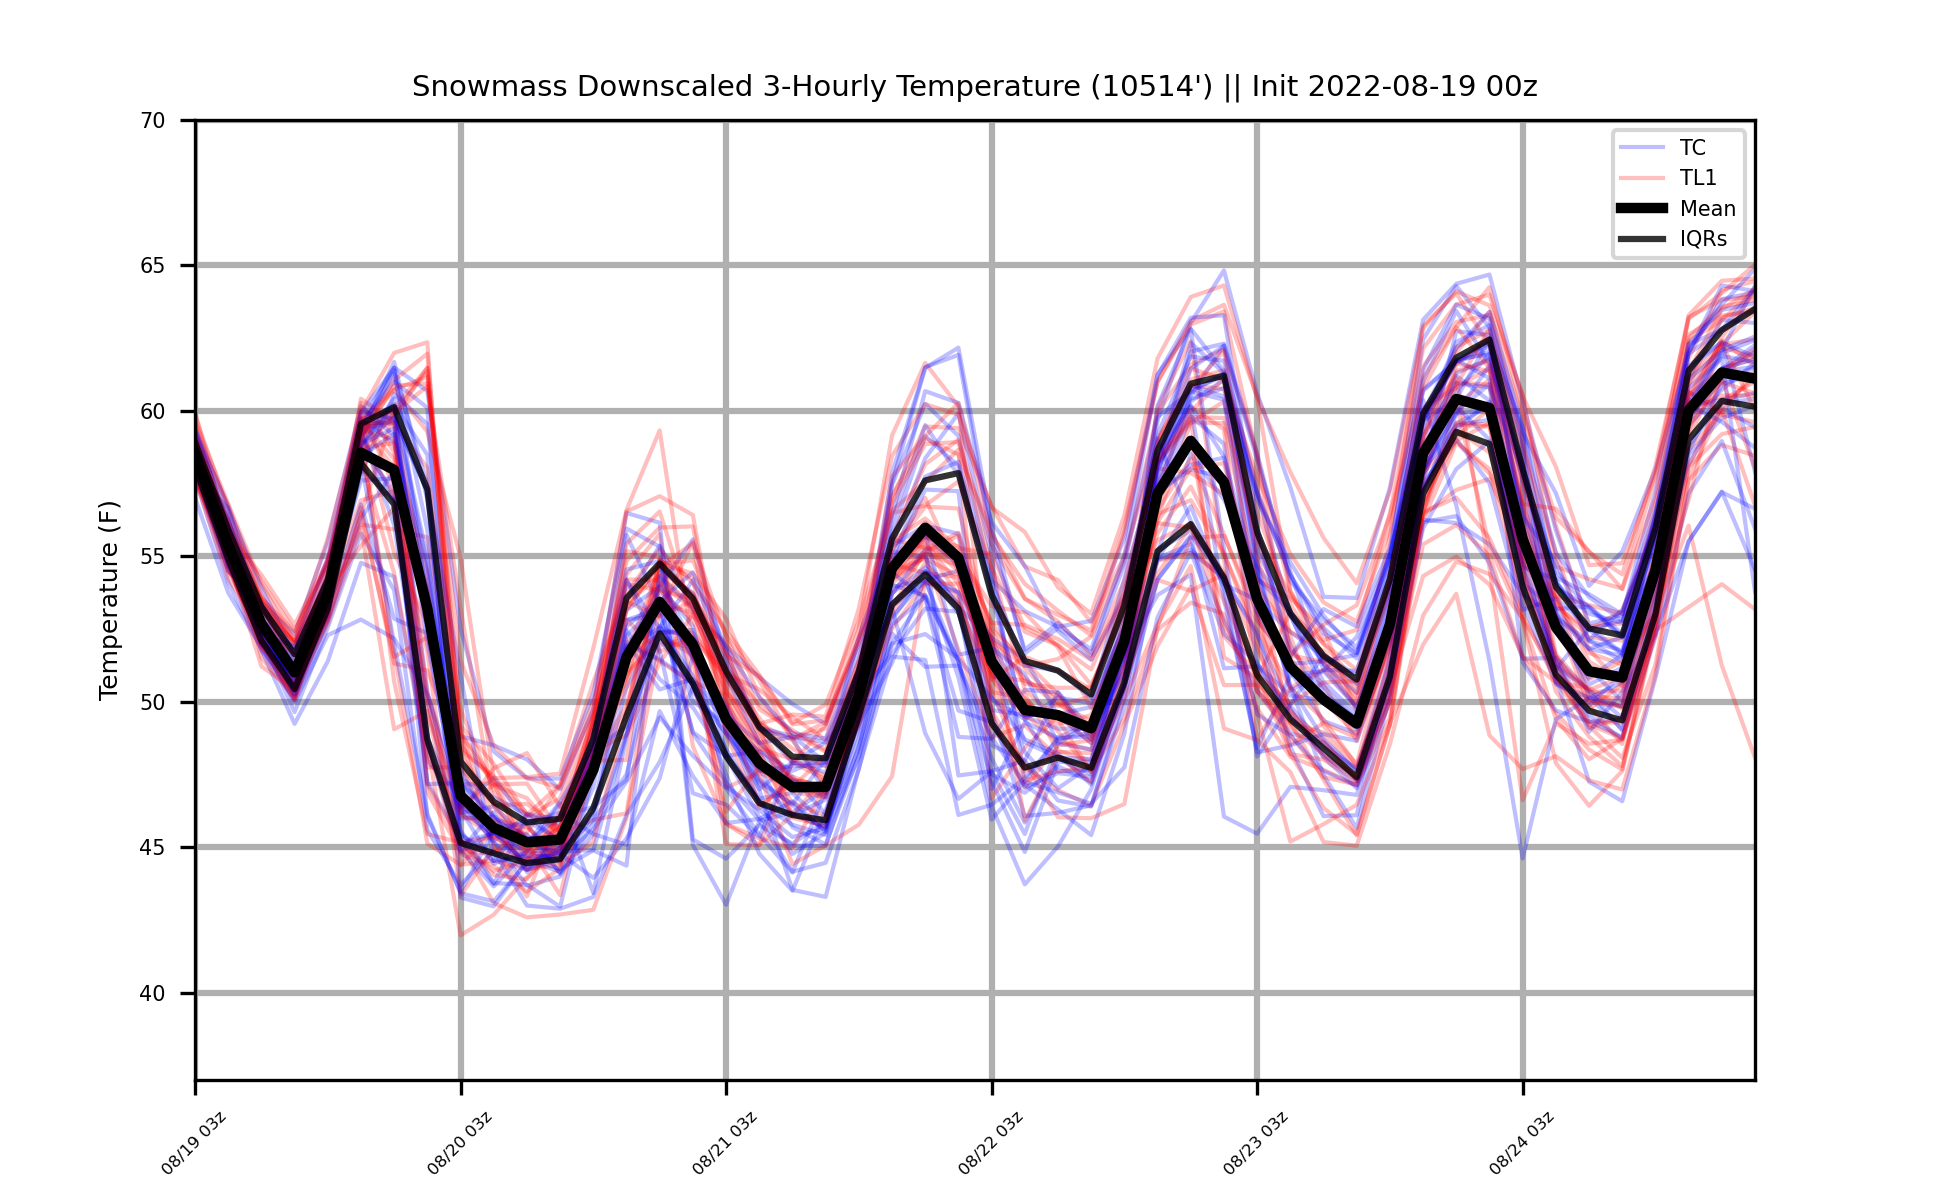 Snowmass Downscaled 3-Hourly Temperature (10514') || Init 2022-08-19 00z
TC
TL1
Mean
IQRs
Temperature (F)
70
65
60
55
50
45
40
08/19 03z
08/20 03z
08/21 03z
08/22 03z
08/23 03z
08/24 03z